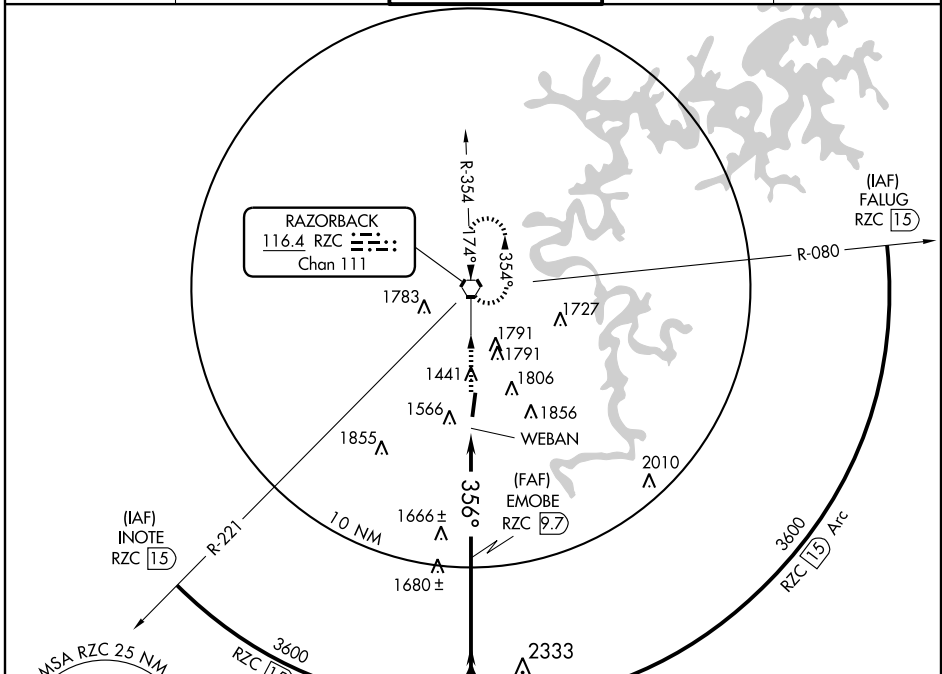 (IAF)
FALUG
RZC 15
R-354
174°
354°
RAZORBACK
116.4 RZC
Chan 111
R-080
1783
1727
1791
1791
1441
1806
1566
1856
WEBAN
1855
2010
(FAF)
EMOBE
RZC 9.7
356°
(IAF)
INOTE
RZC 15
R-221
10 NM
1666 ±
1680 ±
3600
RZC 15 Arc
3600
RZC 15
2333
MSA RZC 25 NM